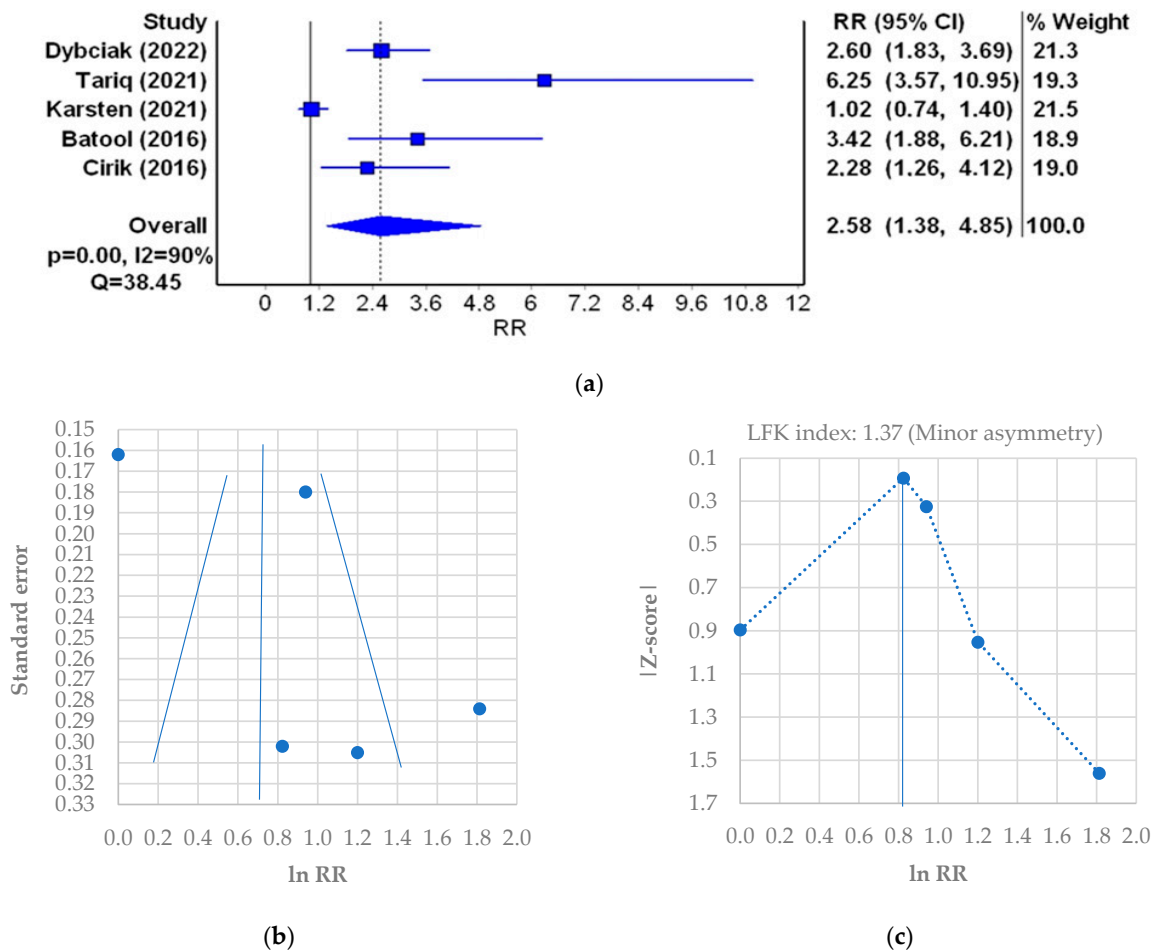 Study RR (95% CI) % Weight
Dybciak (2022) 2.60 (1.83, 3.69) 21.3
Tariq (2021) 6.25 (3.57, 10.95) 19.3
Karsten (2021) 1.02 (0.74, 1.40) 21.5
Batool (2016) 3.42 (1.88, 6.21) 18.9
Cirik (2016) 2.28 (1.26, 4.12) 19.0
Overall 2.58 (1.38, 4.85) 100.0
p=0.00, I2=90%
Q=38.45
0 1.2 2.4 3.6 4.8 6 7.2 8.4 9.6 10.8 12
RR
(a)
0.15
0.16
0.17
0.18
0.20
0.21
0.22
0.23
0.24
0.25
0.26
0.27
0.28
0.29
0.30
0.31
0.32
0.33
Standard error
0.0 0.2 0.4 0.6 0.8 1.0 1.2 1.4 1.6 1.8 2.0
ln RR
(b)
LFK index: 1.37 (Minor asymmetry)
0.1
0.3
0.5
0.7
0.9
1.1
1.3
1.5
1.7
|Z-score|
0.0 0.2 0.4 0.6 0.8 1.0 1.2 1.4 1.6 1.8 2.0
ln RR
(c)